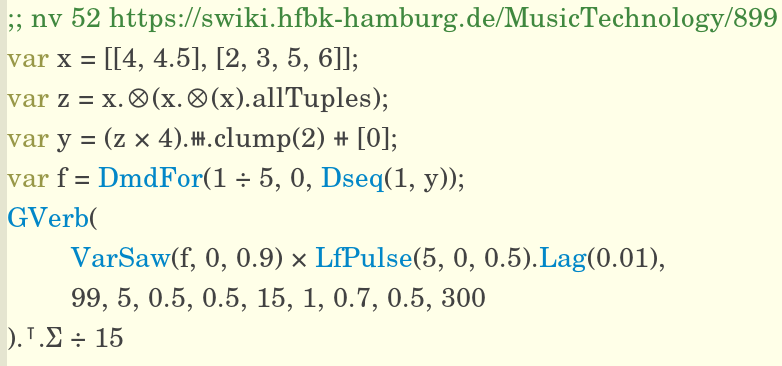 ;; nv 52 https://swiki.hfbk-hamburg.de/MusicTechnology/899
var x = [[4, 4.5], [2, 3, 5, 6]];
var z = x.⊗(x.⊗(x).allTuples);
var y = (z × 4).⧻.clump(2) ⧺ [0];
var f = DmdFor(1 ÷ 5, 0, Dseq(1, y));
GVerb(
VarSaw(f, 0, 0.9) × LfPulse(5, 0, 0.5).Lag(0.01),
99, 5, 0.5, 0.5, 15, 1, 0.7, 0.5, 300
).ᵀ.Σ ÷ 15